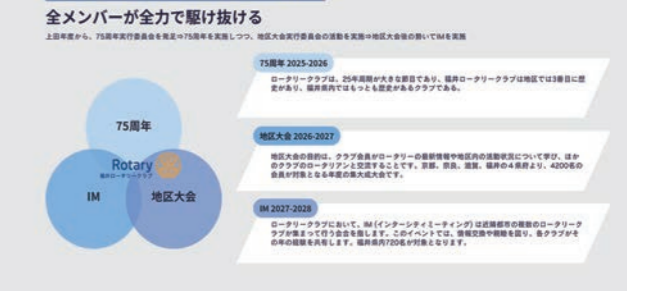 全メンバーが全力で駆け抜ける
上田年度から、75周年実行委員会を発足⇒75周年を実施しつつ、地区大会実行委員会の活動を実施⇒地区大会後の勢いでIMを実施
75周年
Rotary
福井ロータリークラブ
IM
地区大会
75周年 2025-2026
ロータリークラブは、25年周期が大きな節目であり、福井ロータリークラブは地区では3番目に歴
史があり、福井県内ではもっとも歴史があるクラブである。
地区大会 2026-2027
地区大会の目的は、クラブ会員がロータリーの最新情報や地区内の活動状況について学び、ほか
のクラブのロータリアンと交流することです。京都、奈良、滋賀、福井の4県府より、4200名の
会員が対象となる年度の集大成大会です。
IM 2027-2028
ロータリークラブにおいて、IM（インターシティミーティング）は近隣都市の複数のロータリーク
ラブが集まって行う会合を指します。このイベントでは、情報交換や親睦を図り、各クラブがそ
の年の経験を共有します。福井県内720名が対象となります。